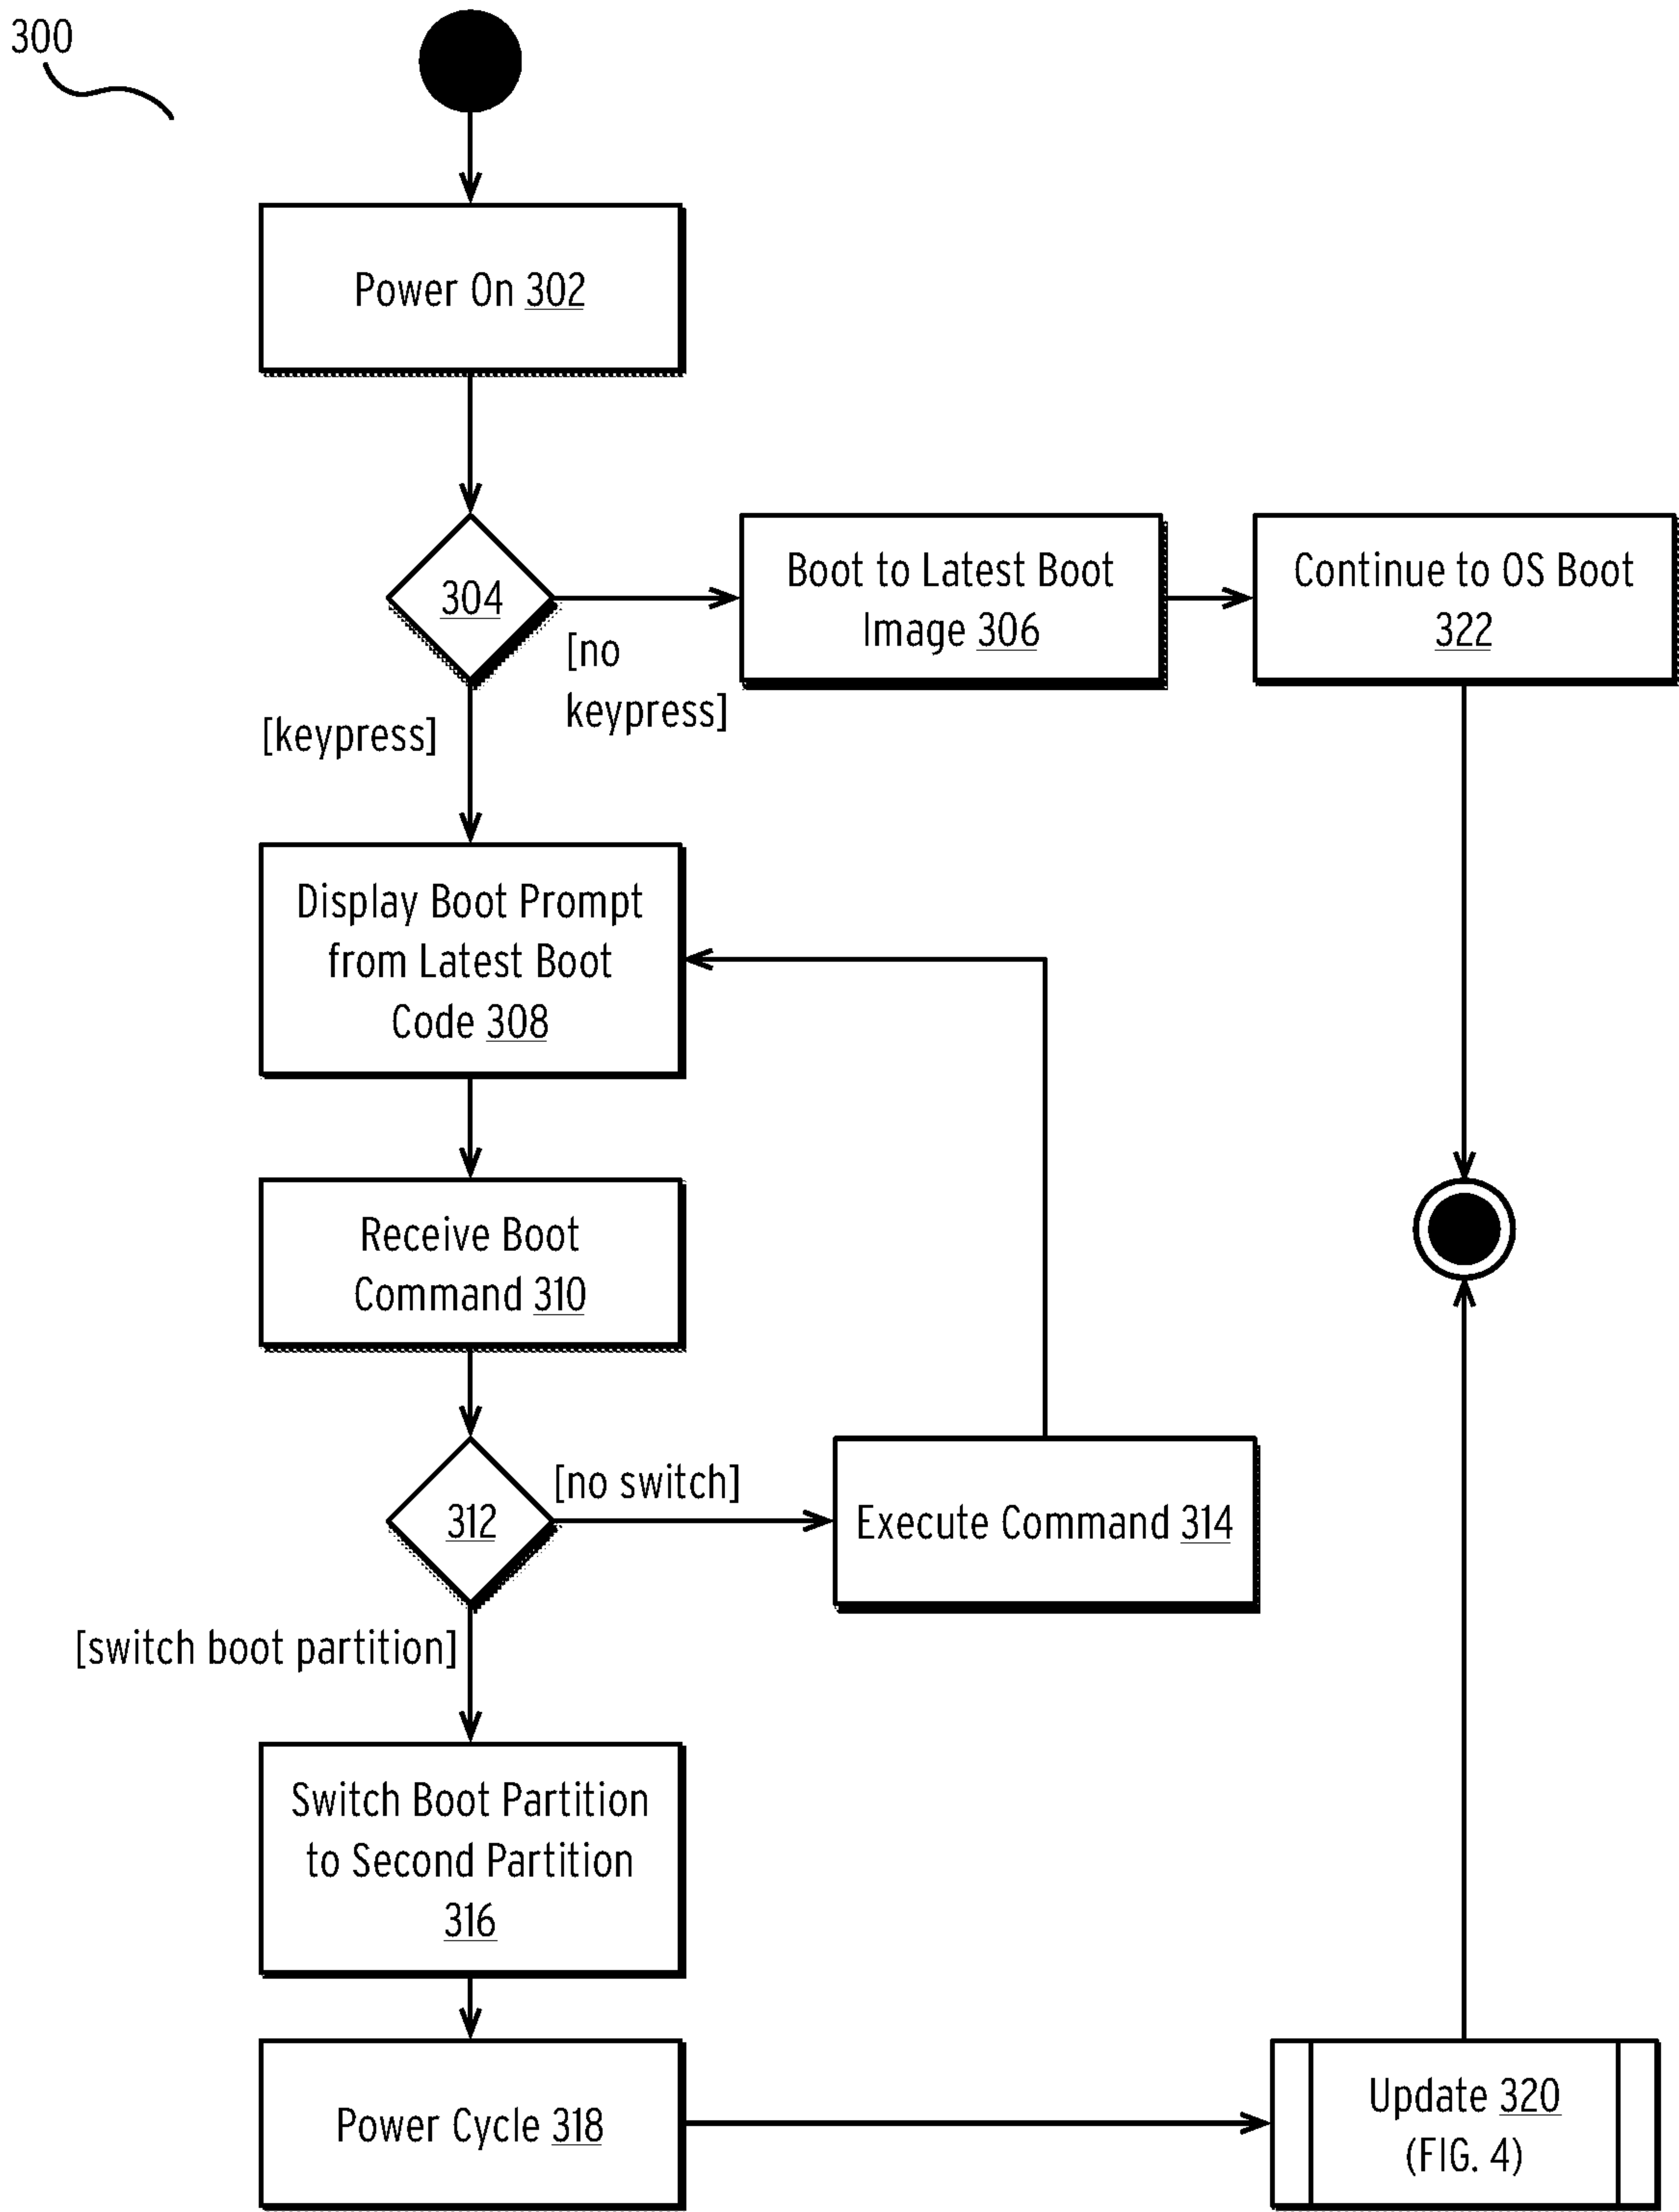 300
Power On 302
304
[no
keypress]
Boot to Latest Boot
Image 306
Continue to OS Boot
322
[keypress]
Display Boot Prompt
from Latest Boot
Code 308
Receive Boot
Command 310
312
[no switch]
Execute Command 314
[switch boot partition]
Switch Boot Partition
to Second Partition
316
Power Cycle 318
Update 320
(FIG. 4)